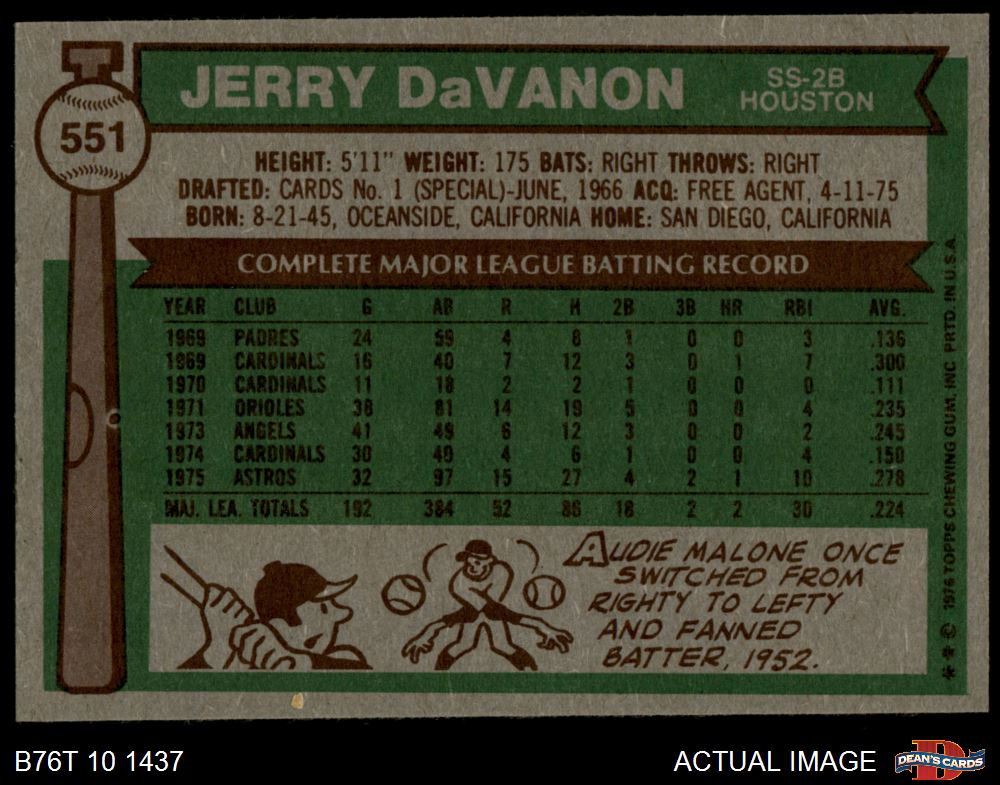 551
JERRY DaVANON
SS-2B
HOUSTON
HEIGHT: 5'11" WEIGHT: 175 BATS: RIGHT THROWS: RIGHT
DRAFTED: CARDS No. 1 (SPECIAL)-JUNE, 1966 ACQ: FREE AGENT, 4-11-75
BORN: 8-21-45, OCEANSIDE, CALIFORNIA HOME: SAN DIEGO, CALIFORNIA
COMPLETE MAJOR LEAGUE BATTING RECORD
YEAR CLUB G AB R H 2B 3B HR RBI AVG.
1969 PADRES 24 59 4 8 1 0 0 3 .136
1969 CARDINALS 16 40 7 12 3 0 1 7 .300
1970 CARDINALS 11 18 2 2 1 0 0 0 .111
1971 ORIOLES 38 81 14 19 5 0 0 4 .235
1973 ANGELS 41 49 6 12 3 0 0 2 .245
1974 CARDINALS 30 40 4 6 1 0 0 4 .150
1975 ASTROS 32 97 15 27 4 2 1 10 .278
MAJ. LEA. TOTALS 192 384 52 86 18 2 2 30 .224
AUDIE MALONE ONCE
SWITCHED FROM
RIGHTY TO LEFTY
AND FANNED
BATTER, 1952.
** © 1976 TOPPS CHEWING GUM, INC PRTD. IN U.S.A.
B76T 10 1437
ACTUAL IMAGE
D
DEAN'S CARDS